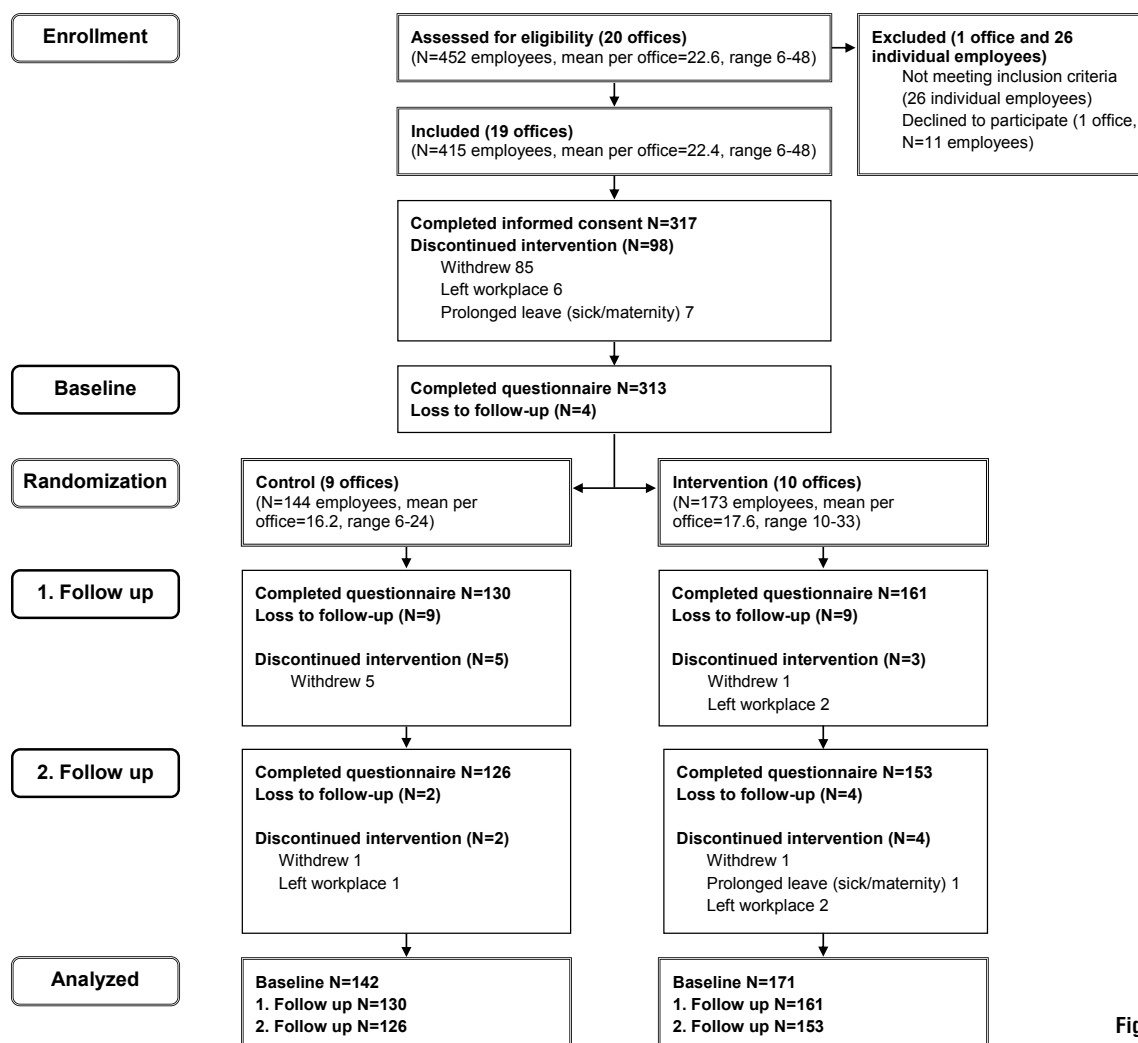 Enrollment
Assessed for eligibility (20 offices)
(N=452 employees, mean per office=22.6, range 6-48)
Excluded (1 office and 26
individual employees)
Not meeting inclusion criteria
(26 individual employees)
Declined to participate (1 office,
N=11 employees)
Included (19 offices)
(N=415 employees, mean per office=22.4, range 6-48)
Completed informed consent N=317
Discontinued intervention (N=98)
Withdrew 85
Left workplace 6
Prolonged leave (sick/maternity) 7
Baseline
Completed questionnaire N=313
Loss to follow-up (N=4)
Randomization
Control (9 offices)
(N=144 employees, mean per
office=16.2, range 6-24)
Intervention (10 offices)
(N=173 employees, mean per
office=17.6, range 10-33)
1. Follow up
Completed questionnaire N=130
Loss to follow-up (N=9)
Discontinued intervention (N=5)
Withdrew 5
Completed questionnaire N=161
Loss to follow-up (N=9)
Discontinued intervention (N=3)
Withdrew 1
Left workplace 2
2. Follow up
Completed questionnaire N=126
Loss to follow-up (N=2)
Discontinued intervention (N=2)
Withdrew 1
Left workplace 1
Completed questionnaire N=153
Loss to follow-up (N=4)
Discontinued intervention (N=4)
Withdrew 1
Prolonged leave (sick/maternity) 1
Left workplace 2
Analyzed
Baseline N=142
1. Follow up N=130
2. Follow up N=126
Baseline N=171
1. Follow up N=161
2. Follow up N=153
Fig